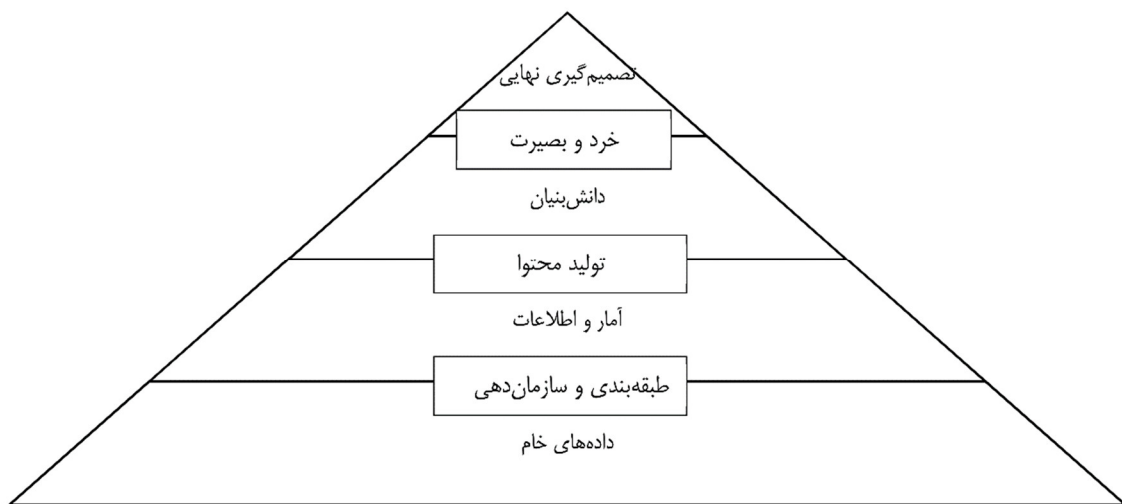 تصمیم‌گیری نهایی
خرد و بصیرت
دانش‌بنیان
تولید محتوا
آمار و اطلاعات
طبقه‌بندی و سازمان‌دهی
داده‌های خام